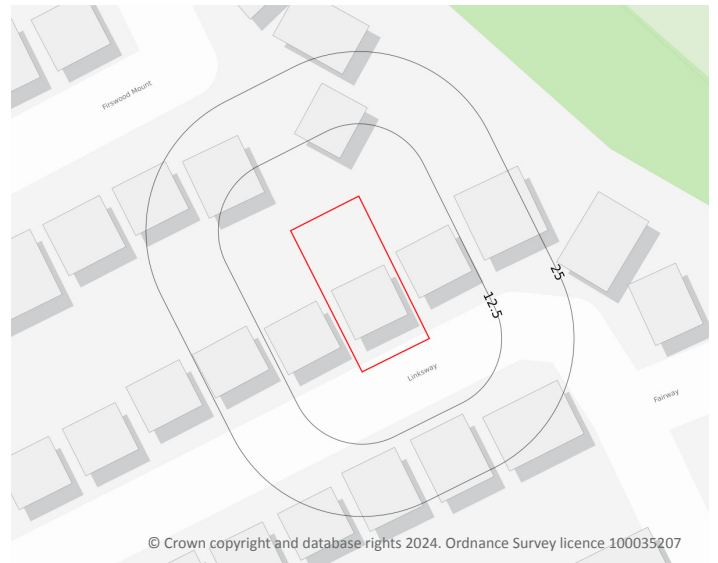 Firswood Mount
25
12.5
Linksway
Fairway
© Crown copyright and database rights 2024. Ordnance Survey licence 100035207